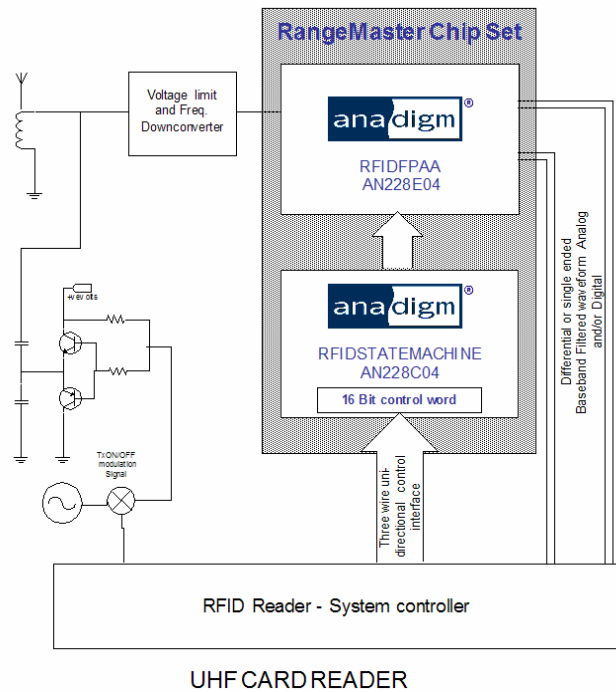 RangeMaster Chip Set
Voltage limit
and Freq.
Downconverter
anadigm®
RFIDFPAA
AN228E04
anadigm®
RFIDSTATEMACHINE
AN228C04
16 Bit control word
+ve volts
TxON/OFF
modulation
Signal
Three wire uni-
directional control
interface
Differential or single ended
Baseband Filtered waveform Analog
and/or Digital
RFID Reader - System controller
UHF CARD READER